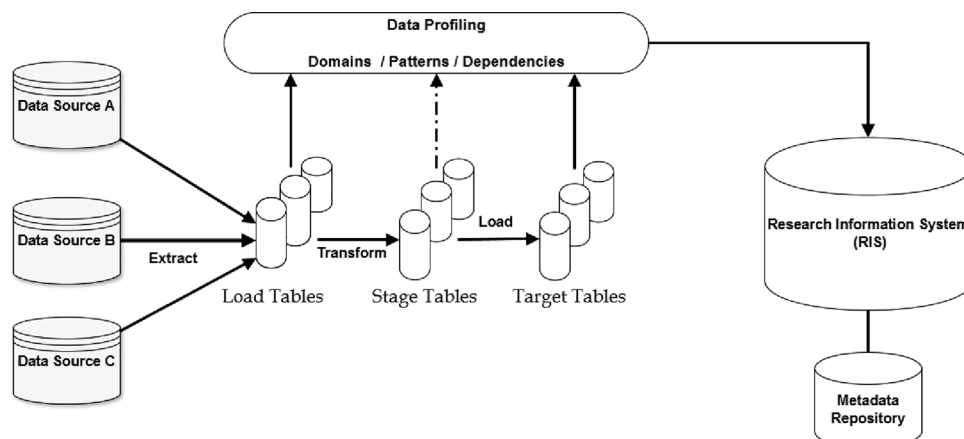 Data Profiling
Domains / Patterns / Dependencies
Data Source A
Data Source B
Data Source C
Extract
Transform
Load
Load Tables
Stage Tables
Target Tables
Research Information System
(RIS)
Metadata
Repository